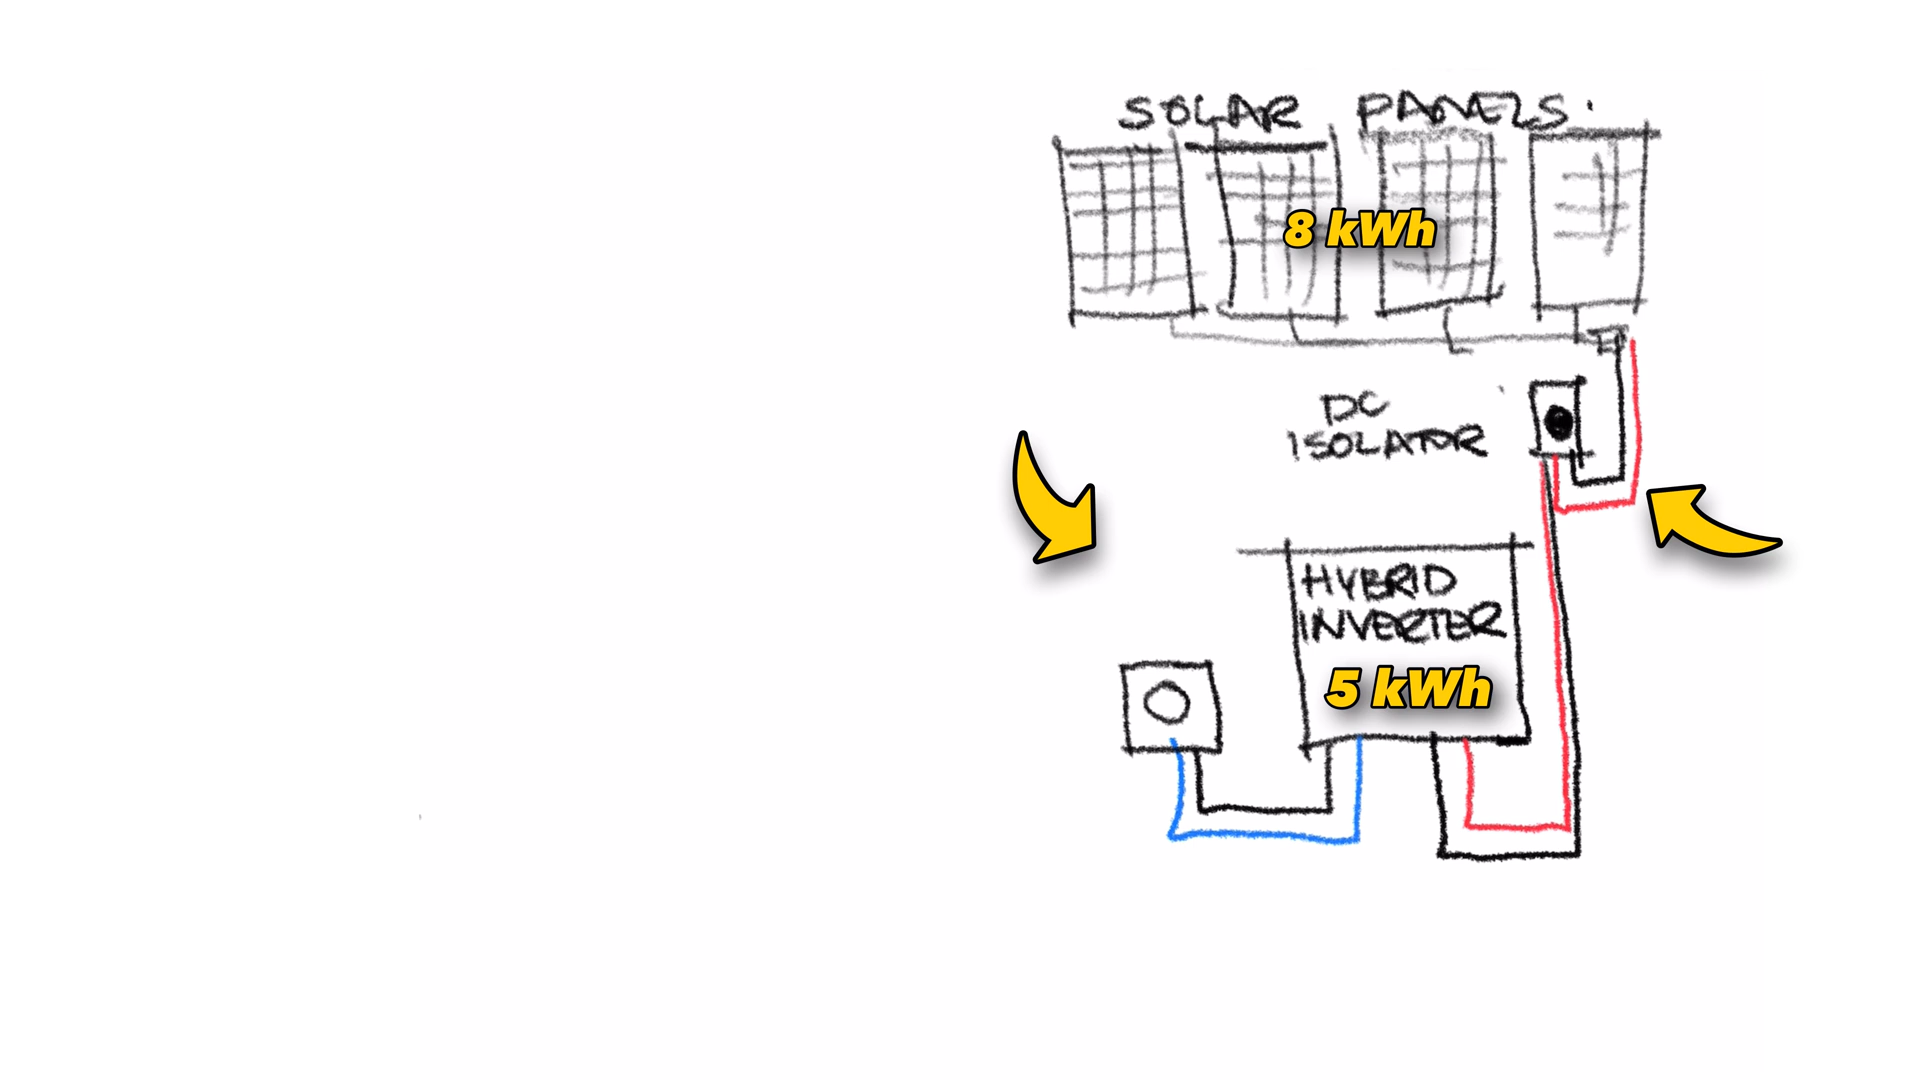 SOLAR PANELS.
8 kWh
DC
ISOLATOR
HYBRID
INVERTER
5 kWh